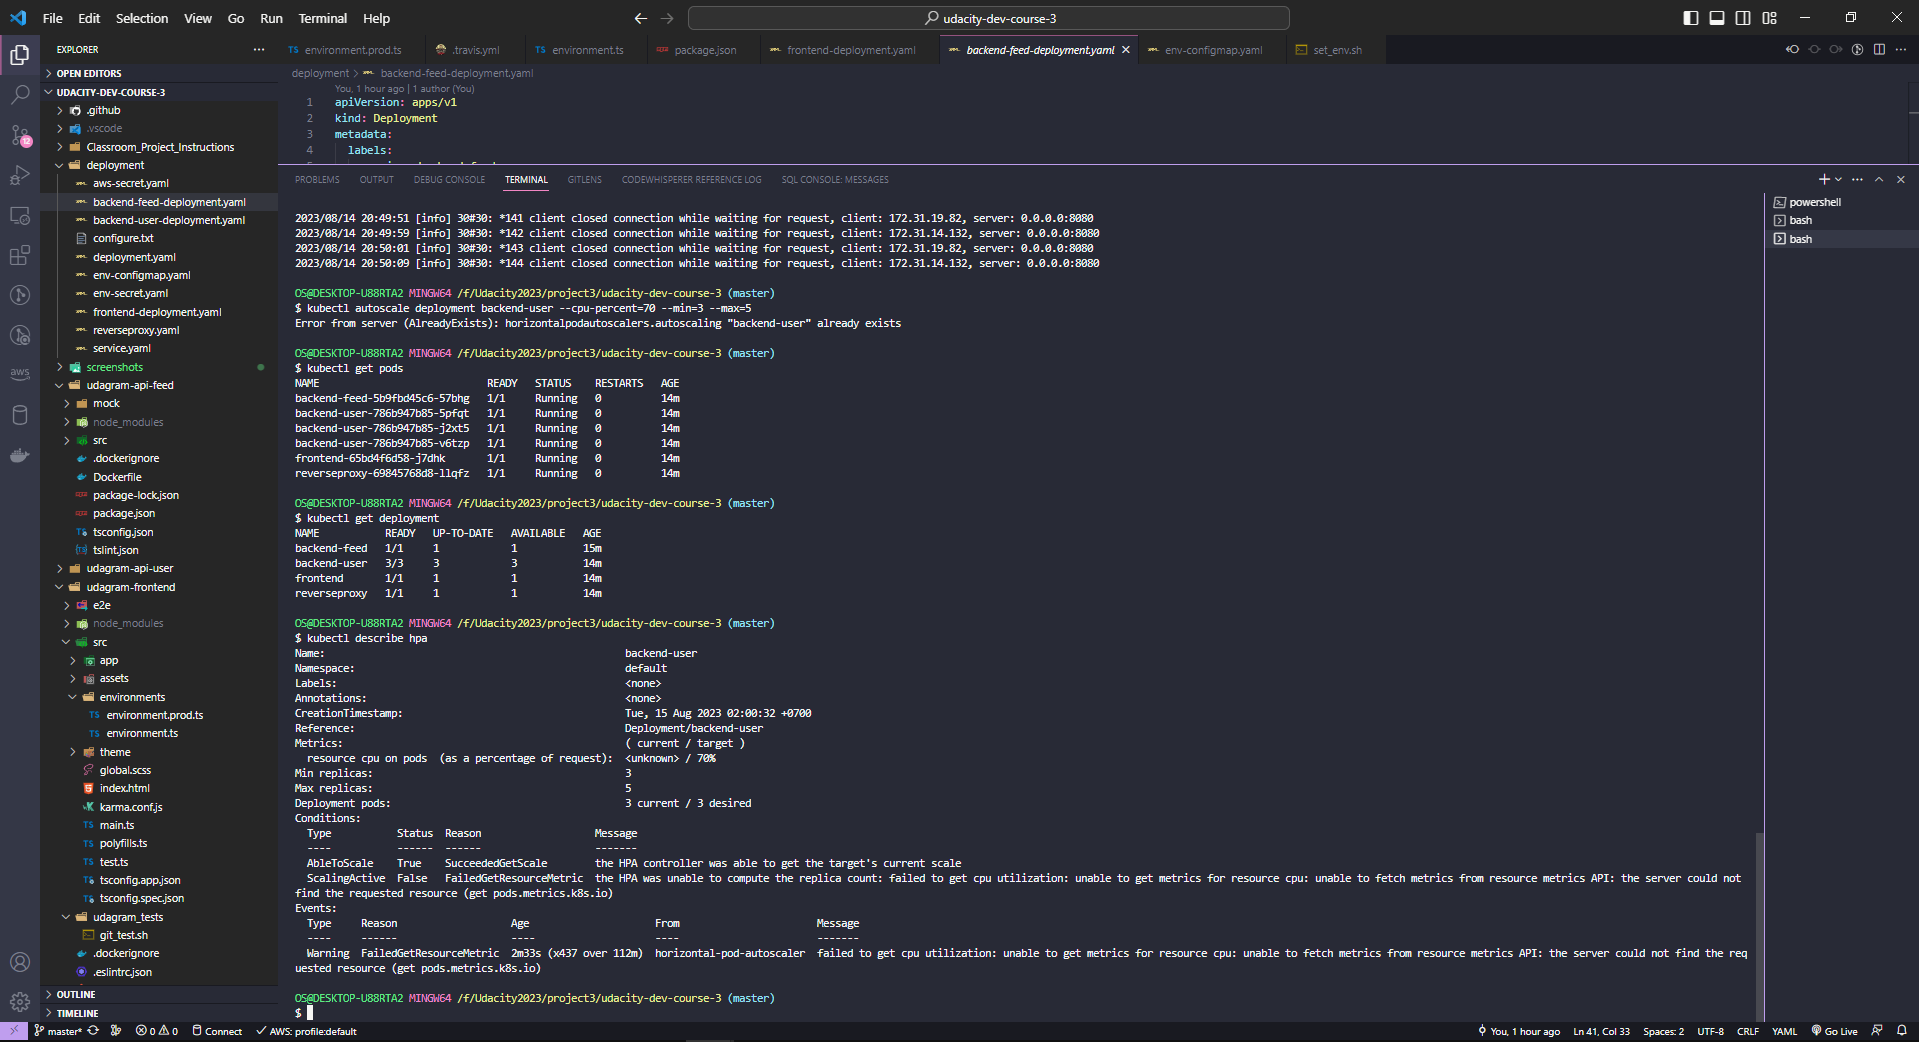 File Edit Selection View Go Run Terminal Help
udacity-dev-course-3
EXPLORER
OPEN EDITORS
UDACITY-DEV-COURSE-3
.github
.vscode
Classroom_Project_Instructions
deployment
aws-secret.yaml
backend-feed-deployment.yaml
backend-user-deployment.yaml
configure.txt
deployment.yaml
env-configmap.yaml
env-secret.yaml
frontend-deployment.yaml
reverseproxy.yaml
service.yaml
screenshots
udagram-api-feed
mock
node_modules
src
.dockerignore
Dockerfile
package-lock.json
package.json
tsconfig.json
tslint.json
udagram-api-user
udagram-frontend
e2e
node_modules
src
app
assets
environments
TS environment.prod.ts
TS environment.ts
theme
global.scss
index.html
karma.conf.js
TS main.ts
TS polyfills.ts
TS test.ts
tsconfig.app.json
tsconfig.spec.json
udagram_tests
git_test.sh
.dockerignore
.eslintrc.json
OUTLINE
TIMELINE
12
aws
TS environment.prod.ts .travis.yml TS environment.ts package.json frontend-deployment.yaml backend-feed-deployment.yaml env-configmap.yaml set_env.sh
deployment > backend-feed-deployment.yaml
You, 1 hour ago | 1 author (You)
1 apiVersion: apps/v1
2 kind: Deployment
3 metadata:
4 labels:
PROBLEMS OUTPUT DEBUG CONSOLE TERMINAL GITLENS CODEWHISPERER REFERENCE LOG SQL CONSOLE: MESSAGES
powershell
bash
bash
2023/08/14 20:49:51 [info] 30#30: *141 client closed connection while waiting for request, client: 172.31.19.82, server: 0.0.0.0:8080
2023/08/14 20:49:59 [info] 30#30: *142 client closed connection while waiting for request, client: 172.31.14.132, server: 0.0.0.0:8080
2023/08/14 20:50:01 [info] 30#30: *143 client closed connection while waiting for request, client: 172.31.19.82, server: 0.0.0.0:8080
2023/08/14 20:50:09 [info] 30#30: *144 client closed connection while waiting for request, client: 172.31.14.132, server: 0.0.0.0:8080
OS@DESKTOP-U88RTA2 MINGW64 /f/Udacity2023/project3/udacity-dev-course-3 (master)
$ kubectl autoscale deployment backend-user --cpu-percent=70 --min=3 --max=5
Error from server (AlreadyExists): horizontalpodautoscalers.autoscaling "backend-user" already exists
OS@DESKTOP-U88RTA2 MINGW64 /f/Udacity2023/project3/udacity-dev-course-3 (master)
$ kubectl get pods
NAME READY STATUS RESTARTS AGE
backend-feed-5b9fbd45c6-57bhg 1/1 Running 0 14m
backend-user-786b947b85-5pfqt 1/1 Running 0 14m
backend-user-786b947b85-j2xt5 1/1 Running 0 14m
backend-user-786b947b85-v6tzp 1/1 Running 0 14m
frontend-65bd4f6d58-j7dhk 1/1 Running 0 14m
reverseproxy-69845768d8-llqfz 1/1 Running 0 14m
OS@DESKTOP-U88RTA2 MINGW64 /f/Udacity2023/project3/udacity-dev-course-3 (master)
$ kubectl get deployment
NAME READY UP-TO-DATE AVAILABLE AGE
backend-feed 1/1 1 1 15m
backend-user 3/3 3 3 14m
frontend 1/1 1 1 14m
reverseproxy 1/1 1 1 14m
OS@DESKTOP-U88RTA2 MINGW64 /f/Udacity2023/project3/udacity-dev-course-3 (master)
$ kubectl describe hpa
Name: backend-user
Namespace: default
Labels: <none>
Annotations: <none>
CreationTimestamp: Tue, 15 Aug 2023 02:00:32 +0700
Reference: Deployment/backend-user
Metrics: ( current / target )
resource cpu on pods (as a percentage of request): <unknown> / 70%
Min replicas: 3
Max replicas: 5
Deployment pods: 3 current / 3 desired
Conditions:
Type Status Reason Message
---- ------ ------ -------
AbleToScale True SucceededGetScale the HPA controller was able to get the target's current scale
ScalingActive False FailedGetResourceMetric the HPA was unable to compute the replica count: failed to get cpu utilization: unable to get metrics for resource cpu: unable to fetch metrics from resource metrics API: the server could not
find the requested resource (get pods.metrics.k8s.io)
Events:
Type Reason Age From Message
---- ------ ---- ---- -------
Warning FailedGetResourceMetric 2m33s (x437 over 112m) horizontal-pod-autoscaler failed to get cpu utilization: unable to get metrics for resource cpu: unable to fetch metrics from resource metrics API: the server could not find the req
uested resource (get pods.metrics.k8s.io)
OS@DESKTOP-U88RTA2 MINGW64 /f/Udacity2023/project3/udacity-dev-course-3 (master)
$
master* 0 0 Connect AWS: profile:default You, 1 hour ago Ln 41, Col 33 Spaces: 2 UTF-8 CRLF YAML Go Live